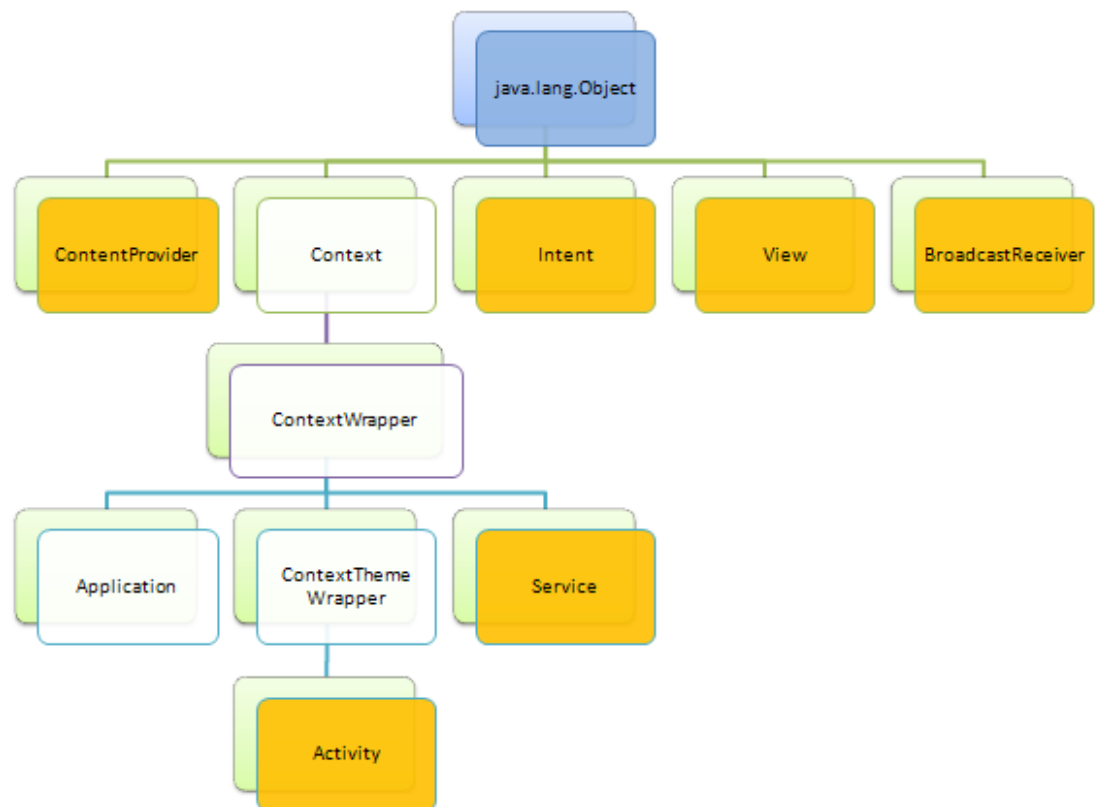 java.lang.Object
ContentProvider
Context
Intent
View
BroadcastReceiver
ContextWrapper
Application
ContextTheme
Wrapper
Service
Activity